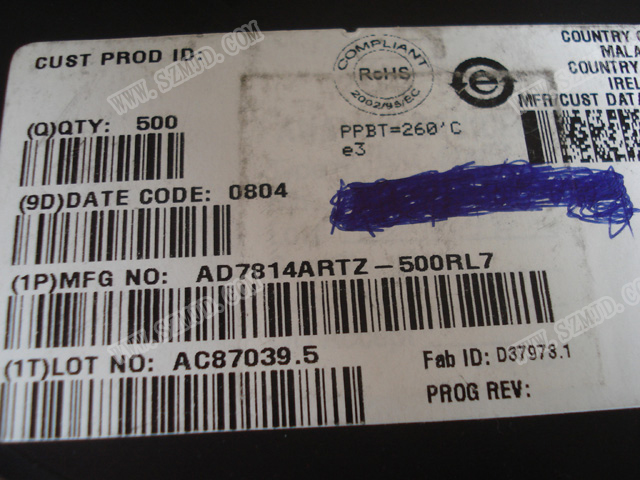 CUST PROD ID:
COMPLIANT
RoHS
2002/95/EC
e
COUNTRY
MALA
COUNTRY
IREL
MFR/CUST DATA
(Q)QTY: 500
PPBT=260'C
e3
(9D)DATE CODE: 0804
(1P)MFG NO: AD7814ARTZ-500RL7
(1T)LOT NO: AC87039.5
Fab ID: D37973.1
PROG REV:
WWW.SZMJD.COM
WWW.SZMJD.COM
WWW.SZMJD.COM